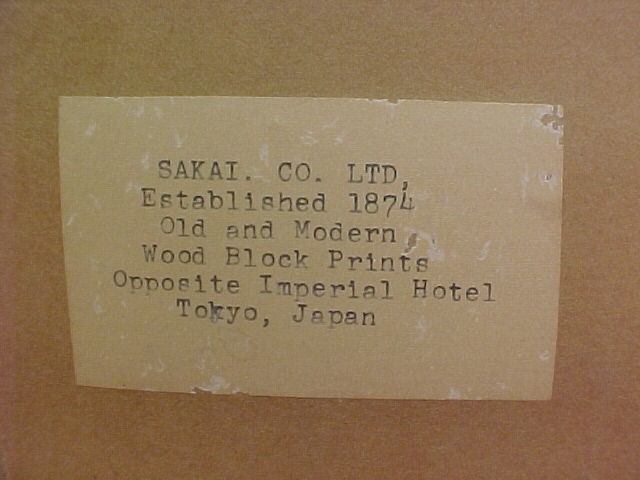 SAKAI. CO. LTD,
Established 1874
Old and Modern
Wood Block Prints
Opposite Imperial Hotel
Tokyo, Japan